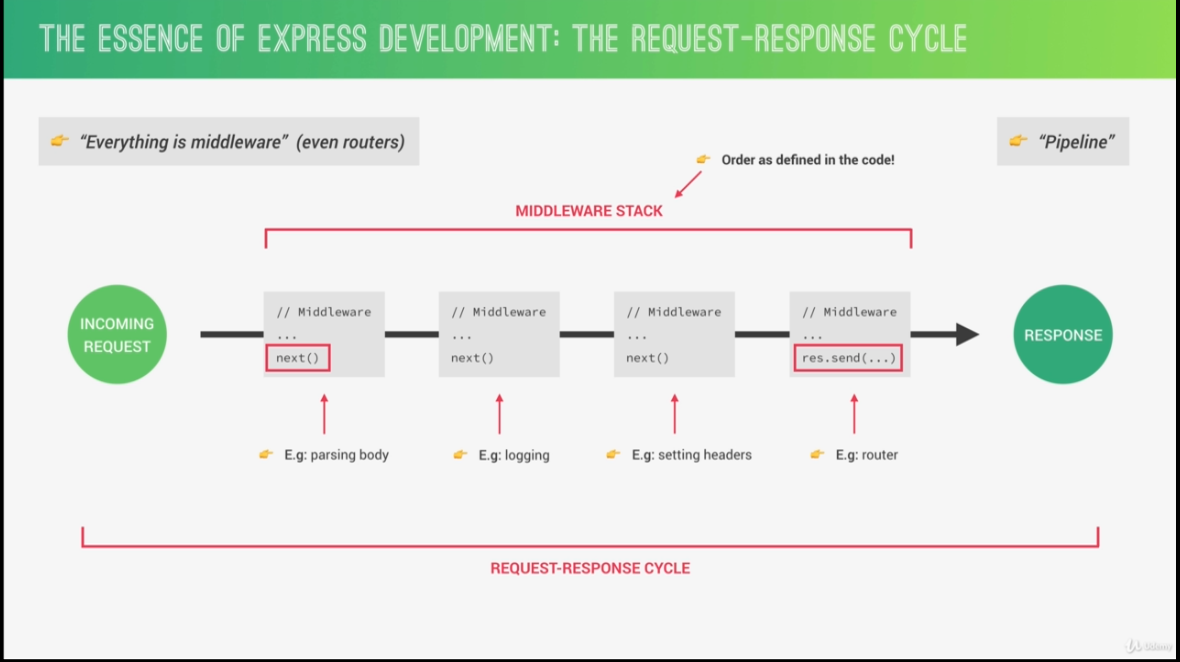 THE ESSENCE OF EXPRESS DEVELOPMENT: THE REQUEST-RESPONSE CYCLE
“Everything is middleware” (even routers)
“Pipeline”
Order as defined in the code!
MIDDLEWARE STACK
INCOMING
REQUEST
// Middleware
...
next()
// Middleware
...
next()
// Middleware
...
next()
// Middleware
...
res.send(...)
RESPONSE
E.g: parsing body
E.g: logging
E.g: setting headers
E.g: router
REQUEST-RESPONSE CYCLE
Udemy